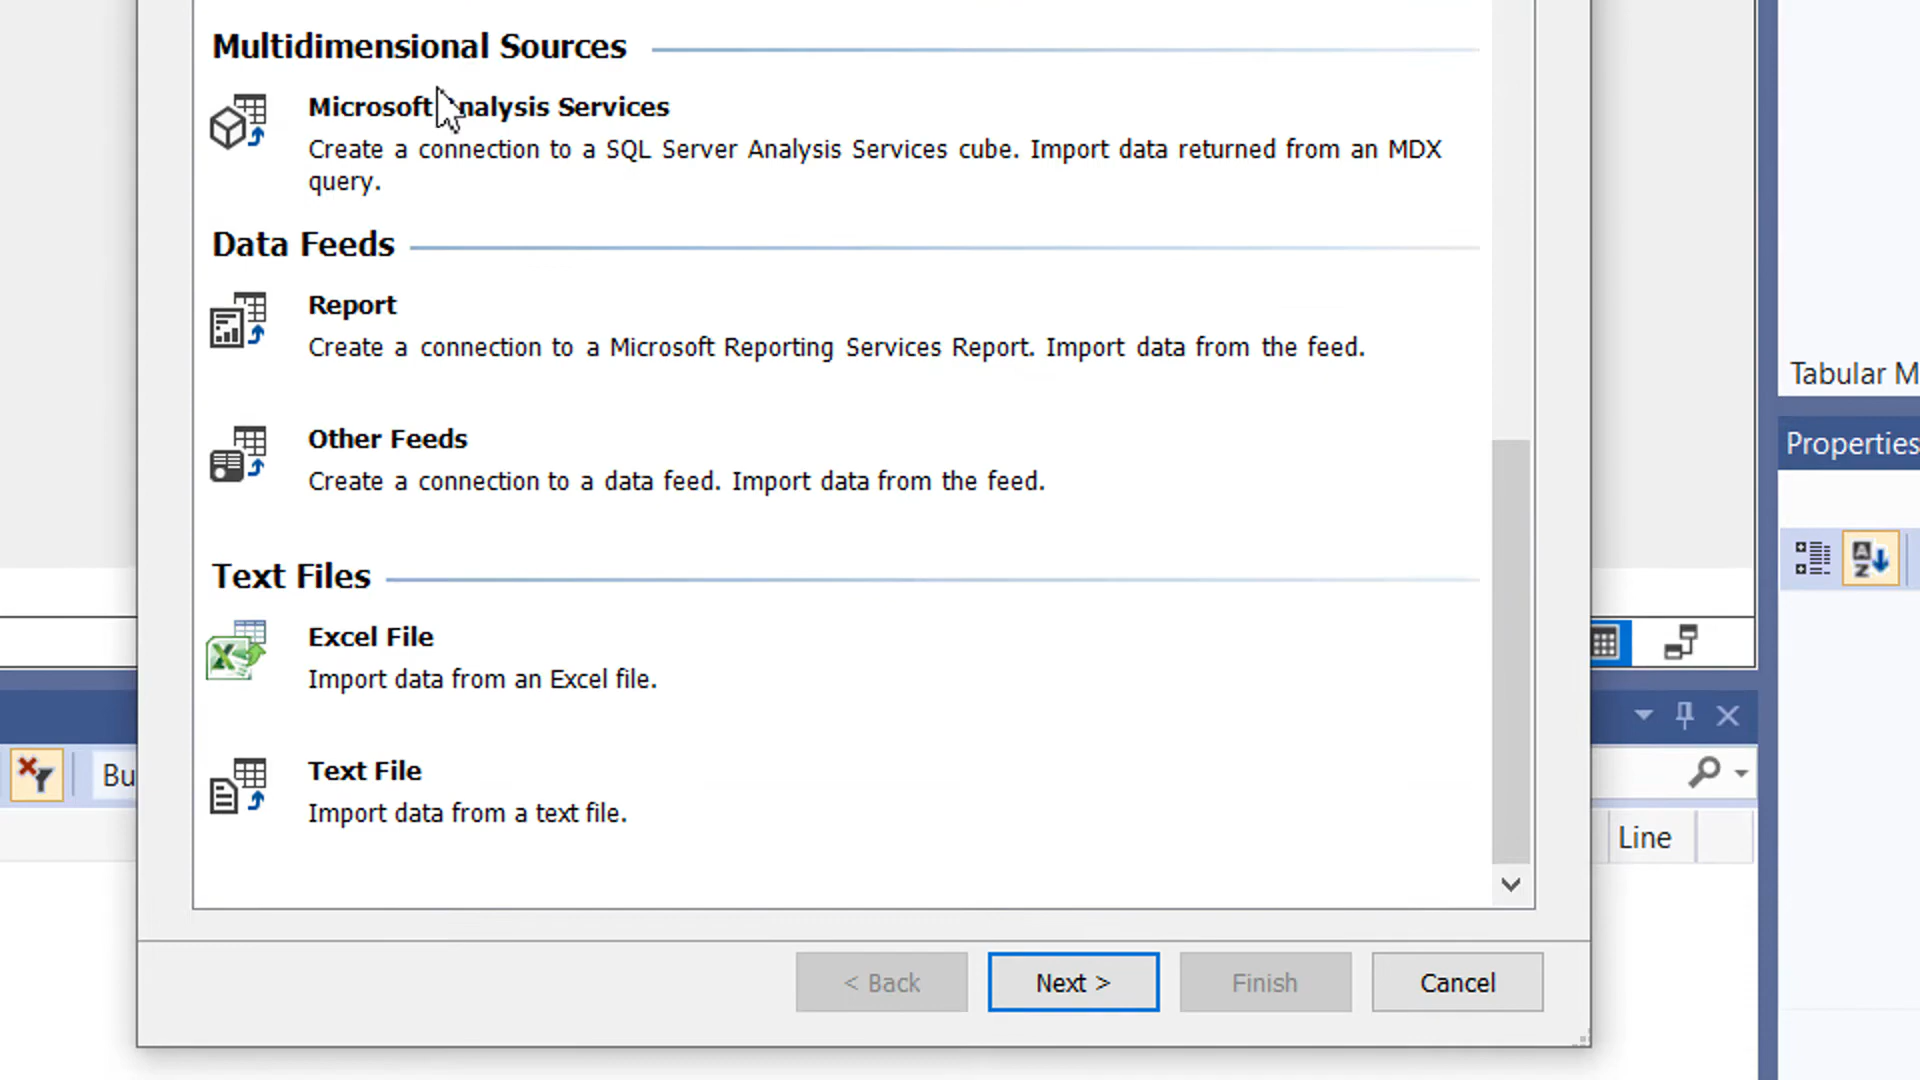 Multidimensional Sources
Microsoft Analysis Services
Create a connection to a SQL Server Analysis Services cube. Import data returned from an MDX
query.
Data Feeds
Report
Create a connection to a Microsoft Reporting Services Report. Import data from the feed.
Other Feeds
Create a connection to a data feed. Import data from the feed.
Text Files
Excel File
Import data from an Excel file.
Text File
Import data from a text file.
< Back
Next >
Finish
Cancel
Bu
Line
Tabular M
Properties